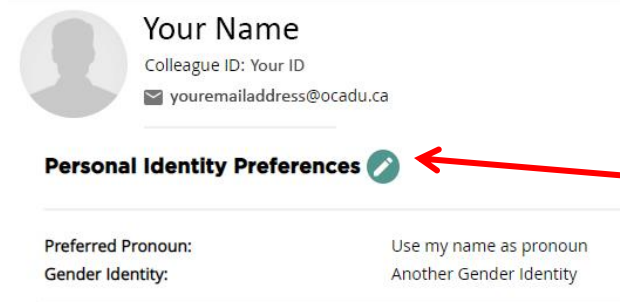 Your Name
Colleague ID: Your ID
youremailaddress@ocadu.ca
Personal Identity Preferences
Preferred Pronoun: Use my name as pronoun
Gender Identity: Another Gender Identity